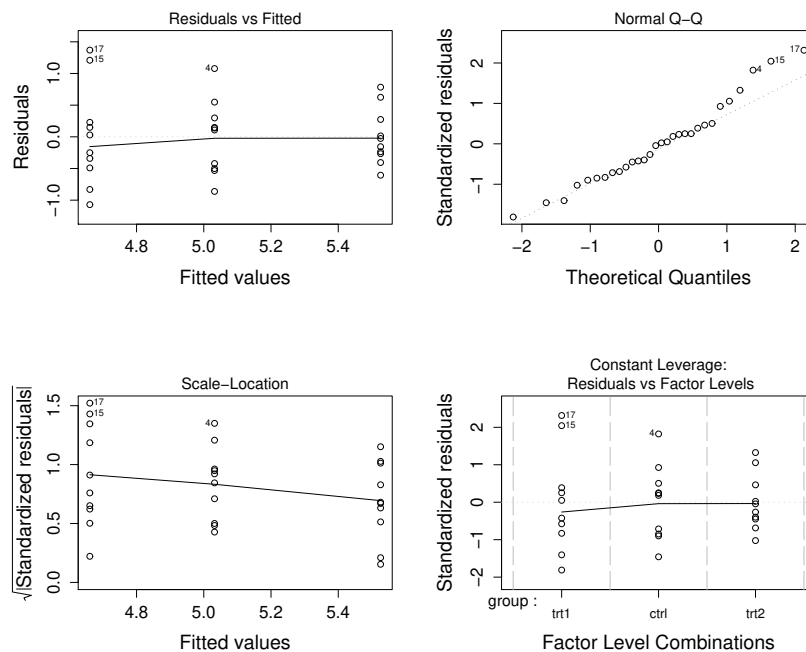 Residuals vs Fitted
Residuals
1.0
0.0
−1.0
17
15
4
4.8 5.0 5.2 5.4
Fitted values
Normal Q−Q
Standardized residuals
2
1
−1
17
15
4
−2 −1 0 1 2
Theoretical Quantiles
Scale−Location
√|Standardized residuals|
1.5
1.0
0.5
0.0
17
15
4
4.8 5.0 5.2 5.4
Fitted values
Constant Leverage:
Residuals vs Factor Levels
Standardized residuals
2
1
0
−1
−2
17
15
4
group :
trt1 ctrl trt2
Factor Level Combinations